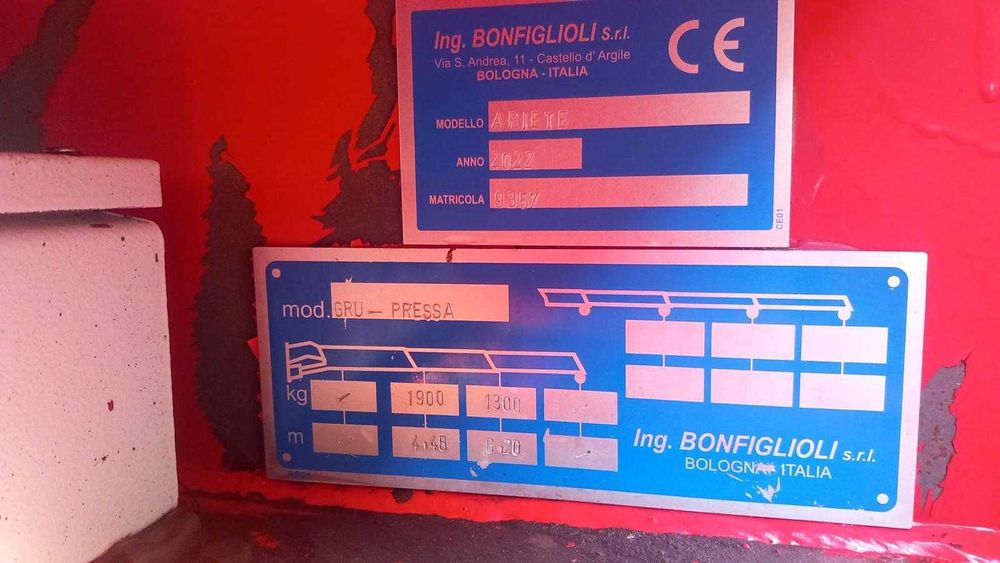 Ing. BONFIGLIOLI s.r.l.
Via S. Andrea, 11 - Castello d' Argile
BOLOGNA - ITALIA
CE
MODELLO ARIETE
ANNO 2022
MATRICOLA 9357
CE01
mod. GRU - PRESSA
kg / 1900 1300 -
m 4.48 6.20 -
Ing. BONFIGLIOLI s.r.l.
BOLOGNA - ITALIA